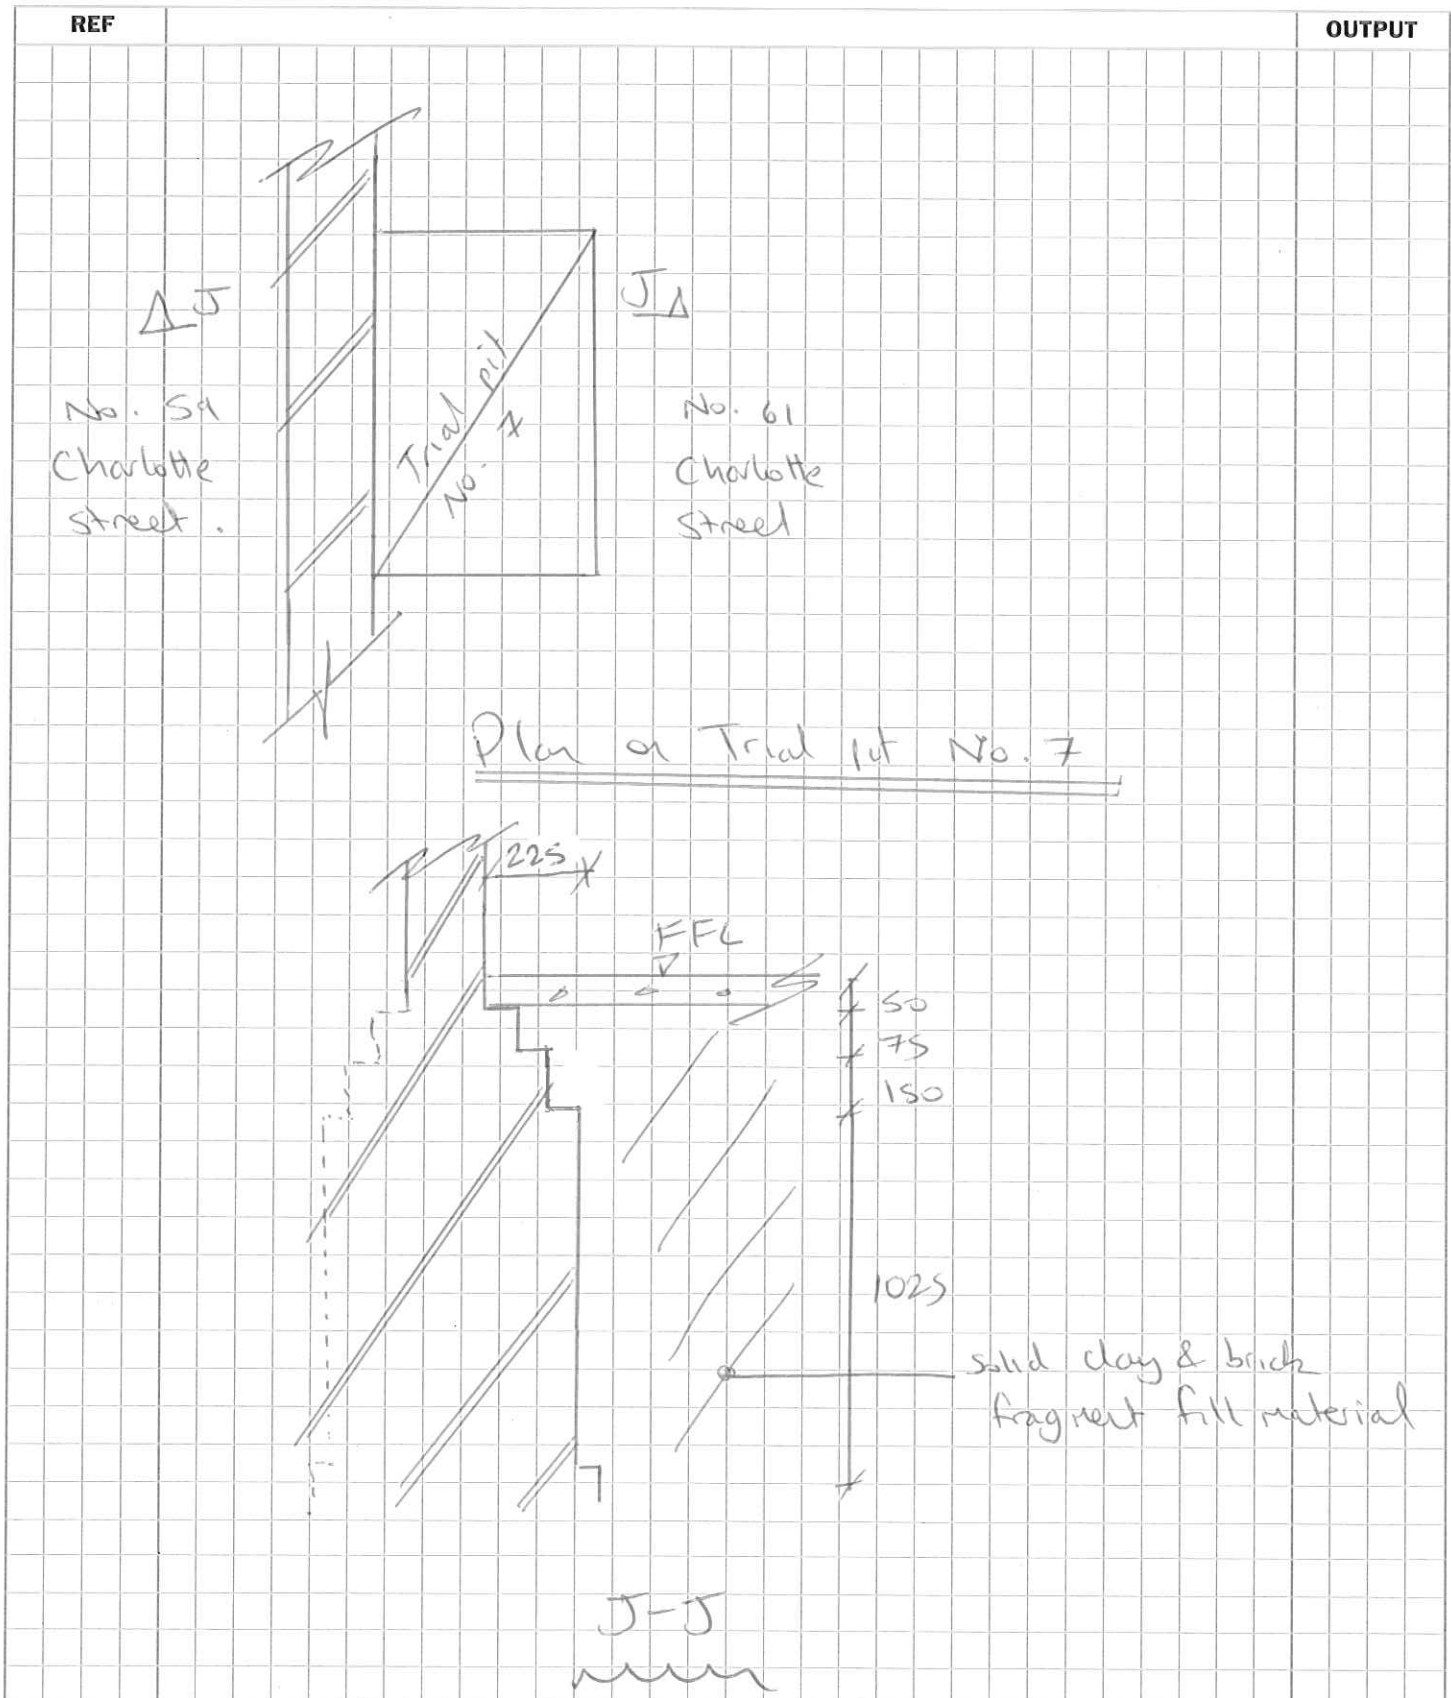 REF
OUTPUT
J
J
No. 59
Charlotte
Street.
Trial pit
No. 7
No. 61
Charlotte
Street
Plan on Trial pit No. 7
225
FFL
50
75
150
1025
solid clay & brick
fragment fill material
J-J